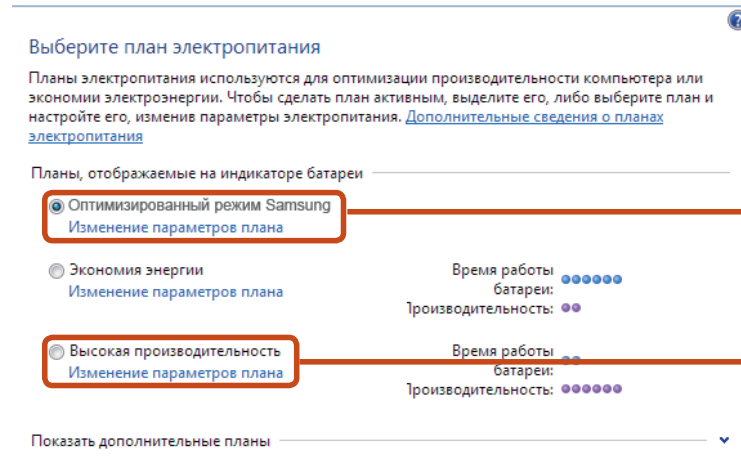 Выберите план электропитания
Планы электропитания используются для оптимизации производительности компьютера или
экономии электроэнергии. Чтобы сделать план активным, выделите его, либо выберите план и
настройте его, изменив параметры электропитания. Дополнительные сведения о планах
электропитания
Планы, отображаемые на индикаторе батареи
Оптимизированный режим Samsung
Изменение параметров плана
Экономия энергии
Изменение параметров плана
Время работы
батареи:
Производительность:
Высокая производительность
Изменение параметров плана
Время работы
батареи:
Производительность:
Показать дополнительные планы